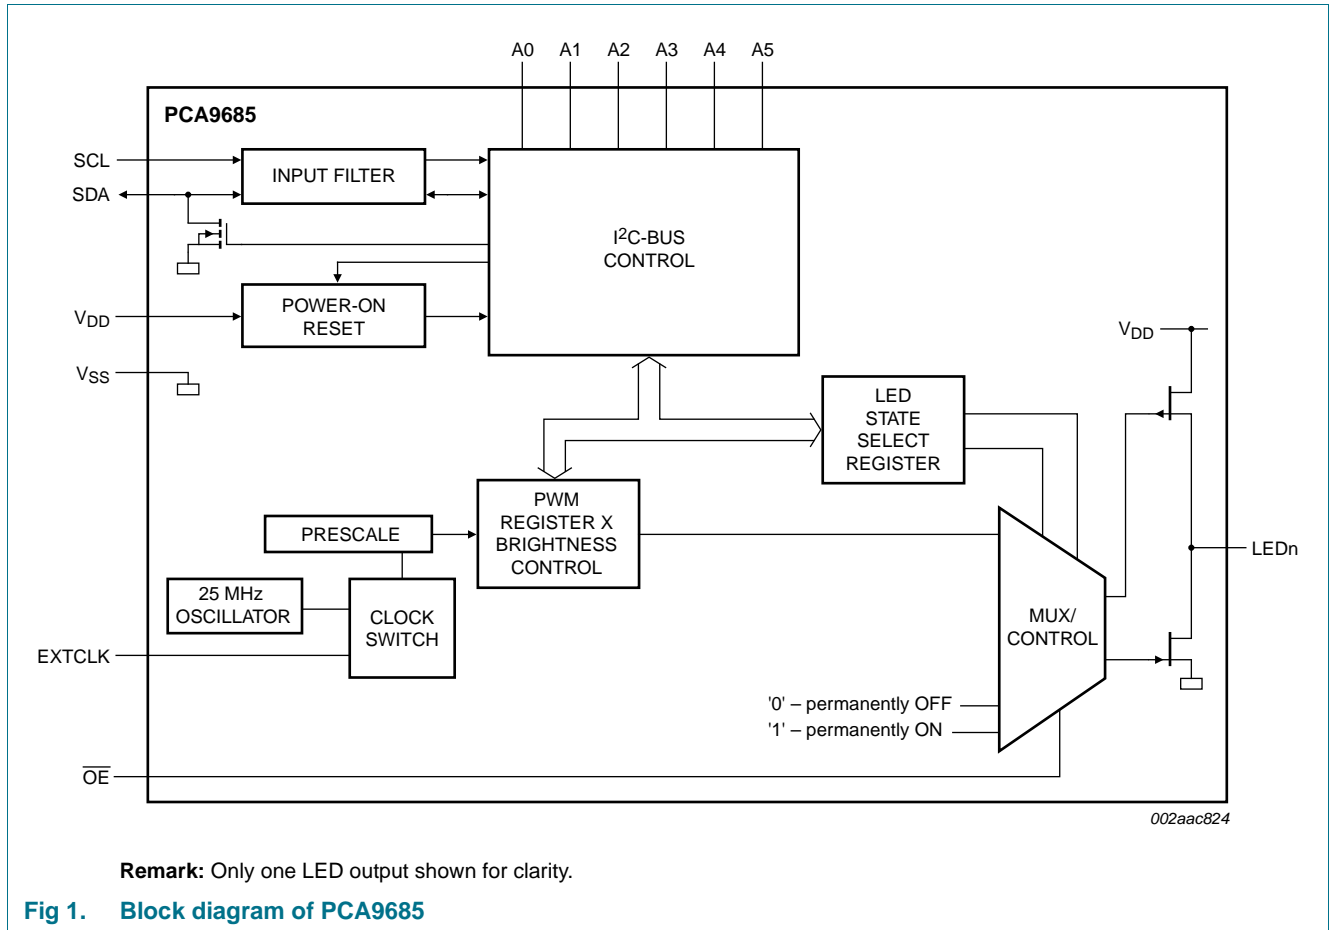 A0 A1 A2 A3 A4 A5
PCA9685
SCL
SDA
INPUT FILTER
I2C-BUS
CONTROL
POWER-ON
RESET
VDD
VSS
VDD
LED
STATE
SELECT
REGISTER
PWM
REGISTER X
BRIGHTNESS
CONTROL
PRESCALE
25 MHz
OSCILLATOR
CLOCK
SWITCH
EXTCLK
MUX/
CONTROL
LEDn
'0' – permanently OFF
'1' – permanently ON
OE
002aac824
Remark: Only one LED output shown for clarity.
Fig 1. Block diagram of PCA9685